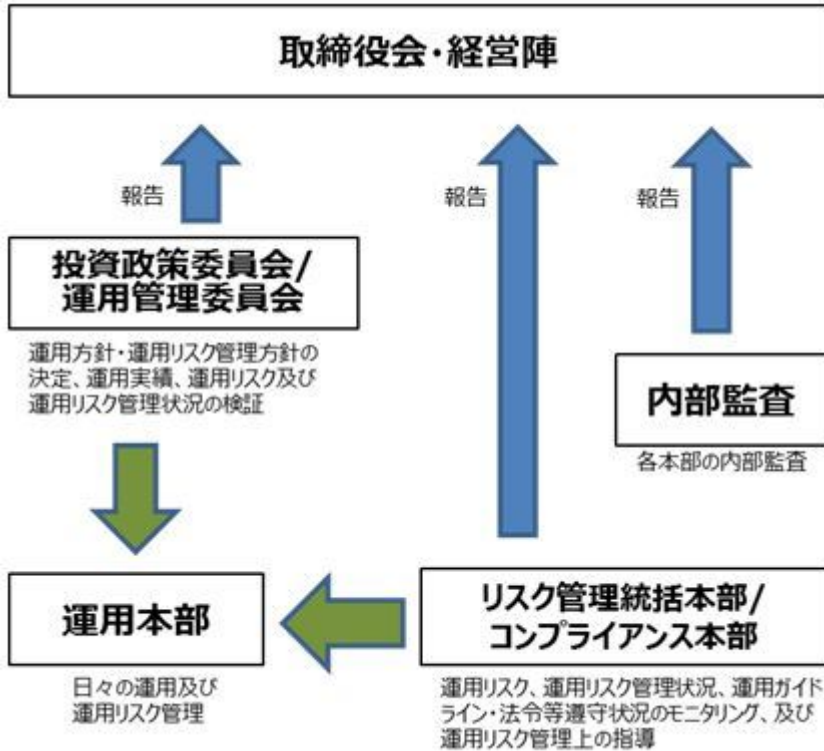 取締役会・経営陣
報告
報告
報告
投資政策委員会/
運用管理委員会
運用方針・運用リスク管理方針の
決定、運用実績、運用リスク及び
運用リスク管理状況の検証
内部監査
各本部の内部監査
運用本部
日々の運用及び
運用リスク管理
リスク管理統括本部/
コンプライアンス本部
運用リスク、運用リスク管理状況、運用ガイド
ライン・法令等遵守状況のモニタリング、及び
運用リスク管理上の指導